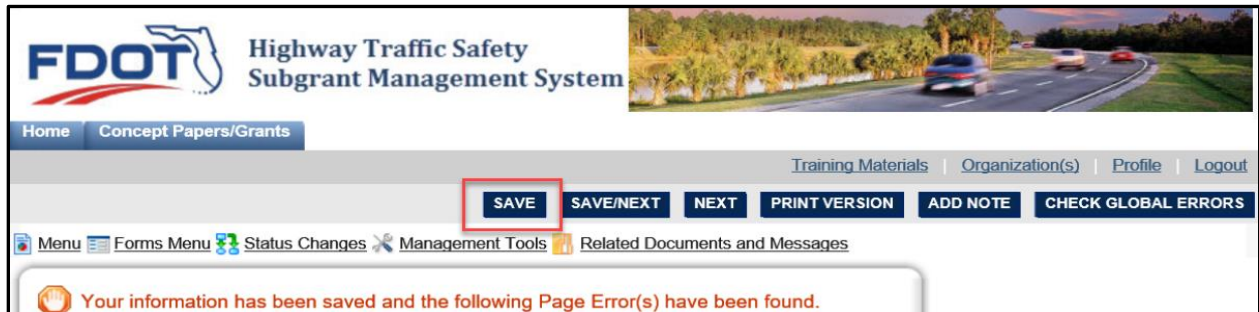 FDOT
Highway Traffic Safety
Subgrant Management System
Home Concept Papers/Grants
Training Materials | Organization(s) | Profile | Logout
SAVE SAVE/NEXT NEXT PRINT VERSION ADD NOTE CHECK GLOBAL ERRORS
Menu Forms Menu Status Changes Management Tools Related Documents and Messages
Your information has been saved and the following Page Error(s) have been found.